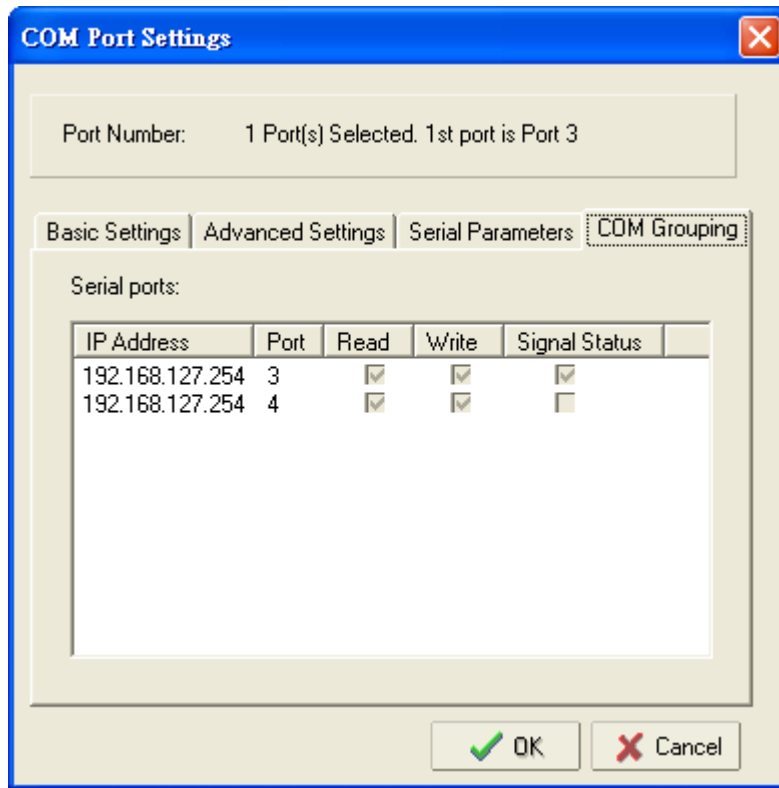 COM Port Settings
Port Number: 1 Port(s) Selected. 1st port is Port 3
Basic Settings Advanced Settings Serial Parameters COM Grouping
Serial ports:
IP Address Port Read Write Signal Status
192.168.127.254 3
192.168.127.254 4
OK Cancel